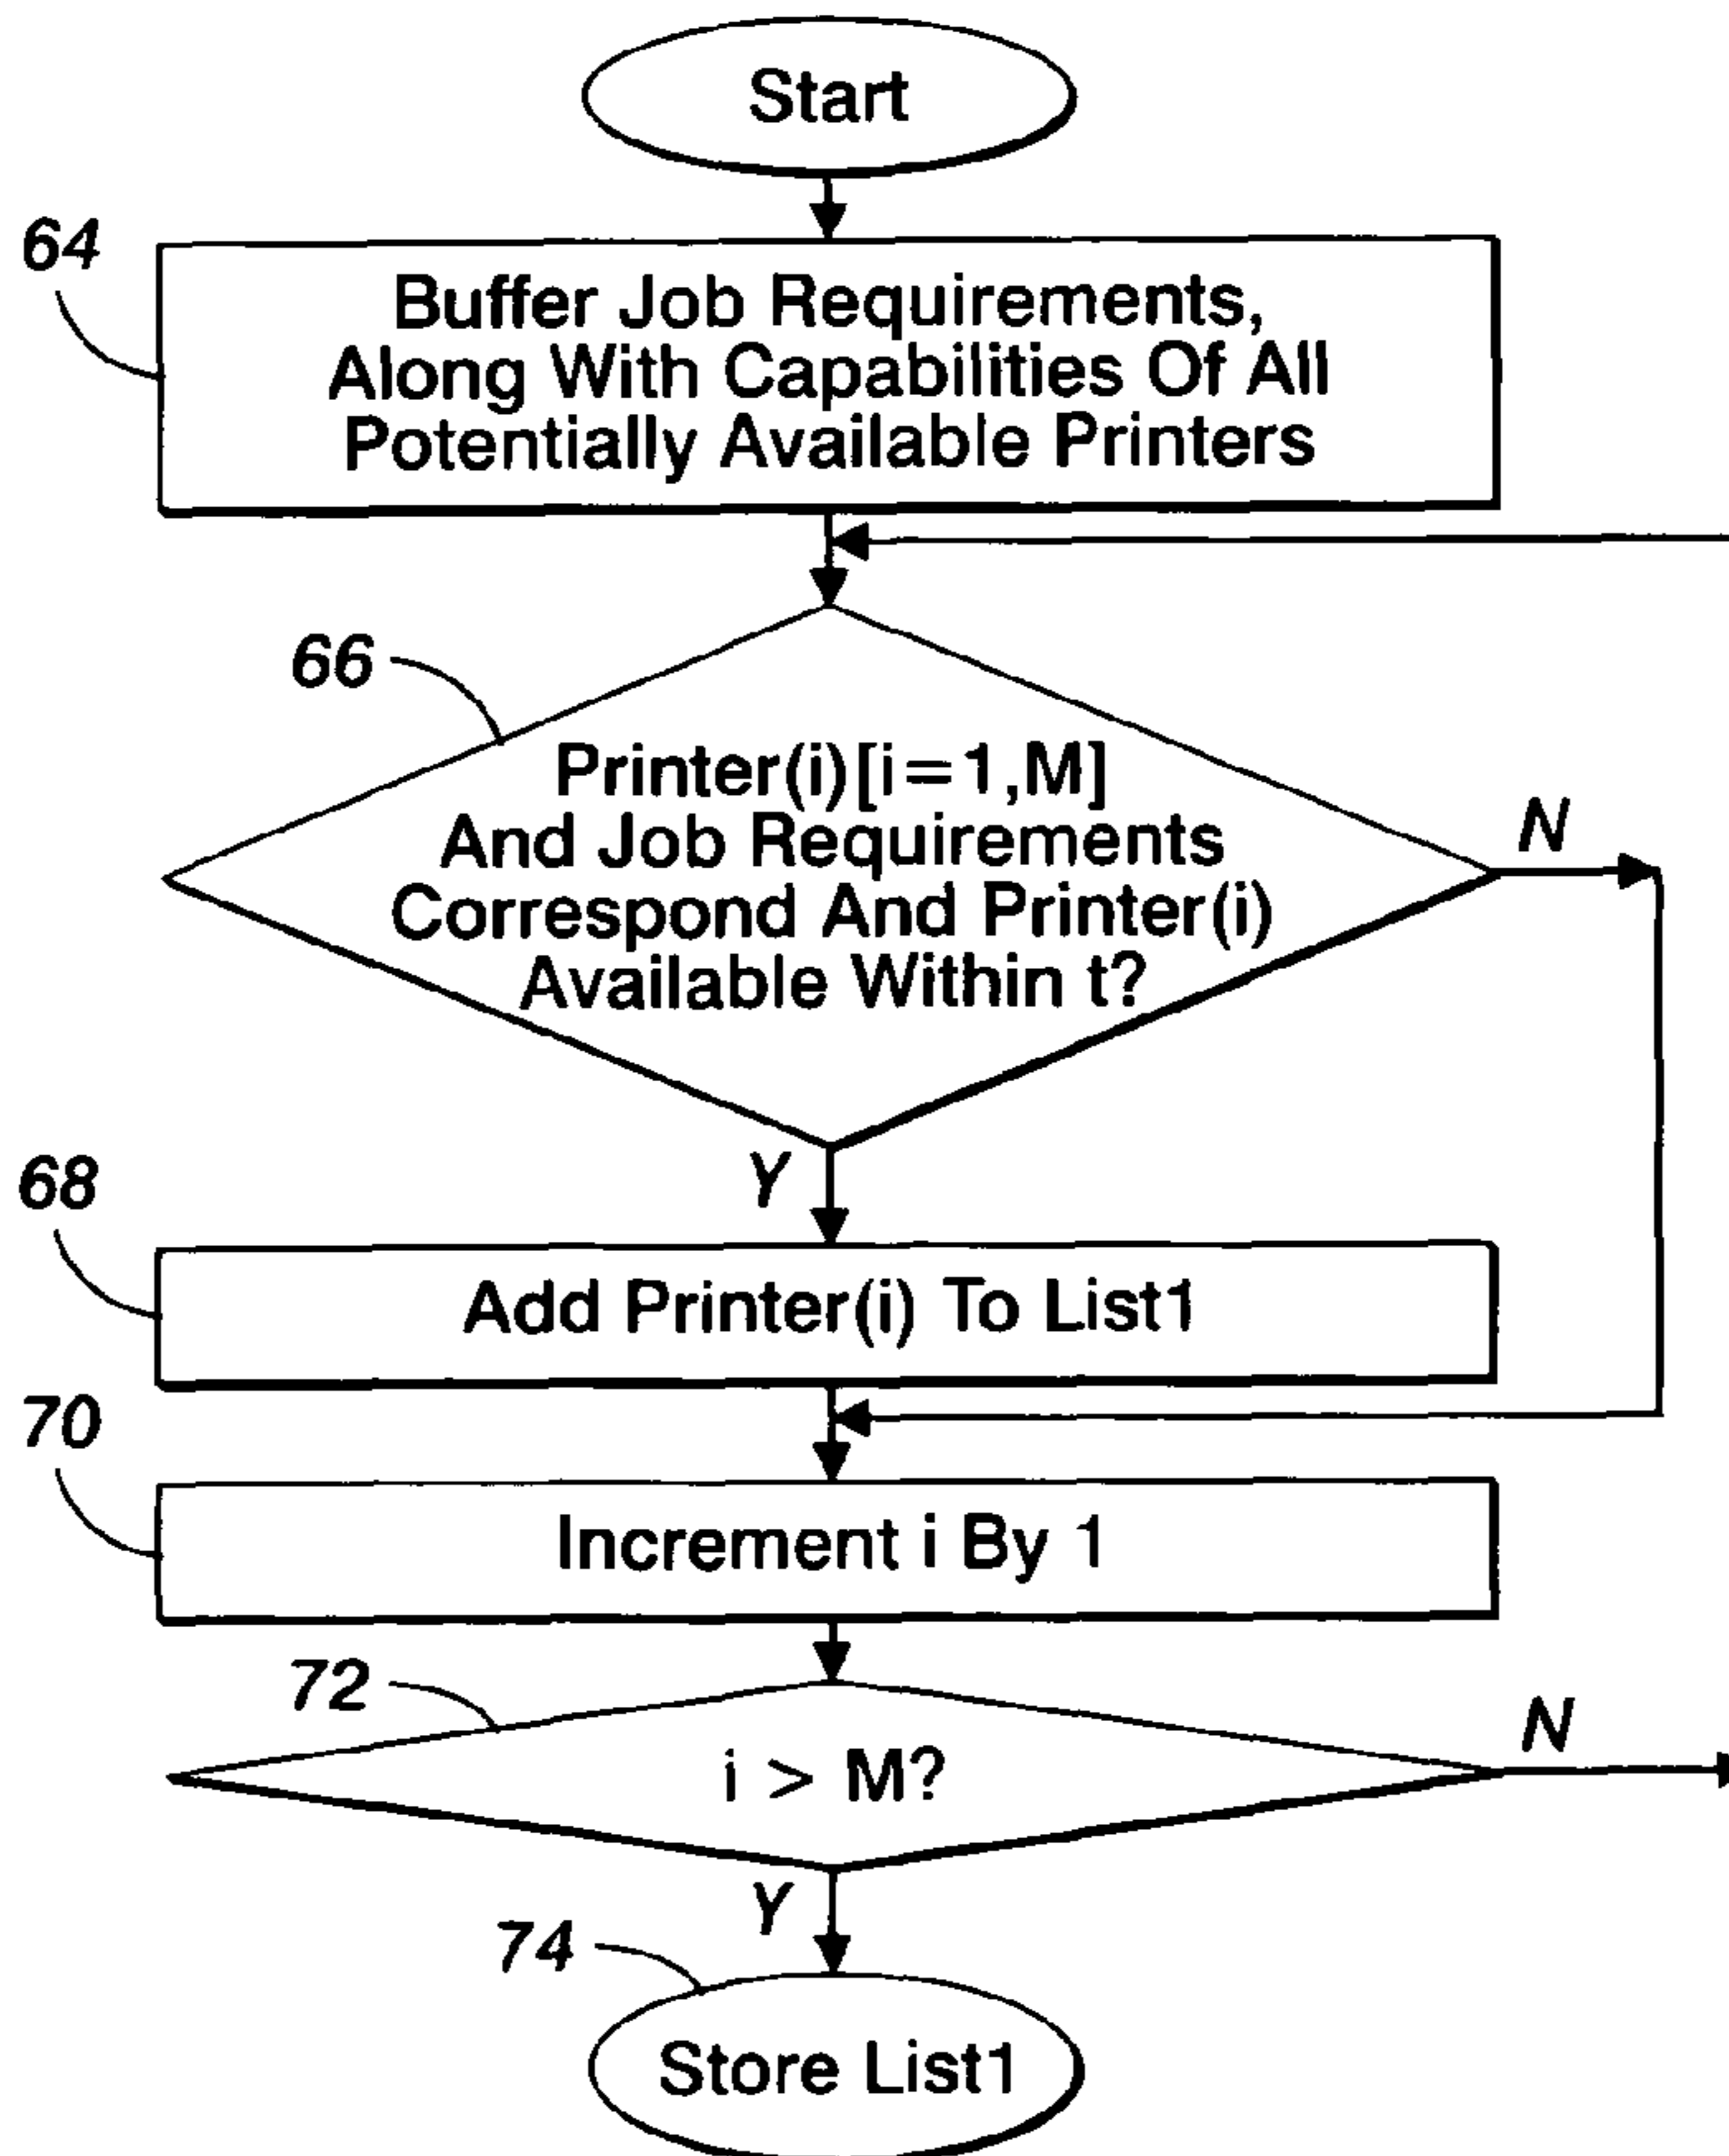 Start
64
Buffer Job Requirements,
Along With Capabilities Of All
Potentially Available Printers
66
Printer(i)[i=1,M]
And Job Requirements
Correspond And Printer(i)
Available Within t?
N
Y
68
Add Printer(i) To List1
70
Increment i By 1
72
i > M?
N
Y
74
Store List1